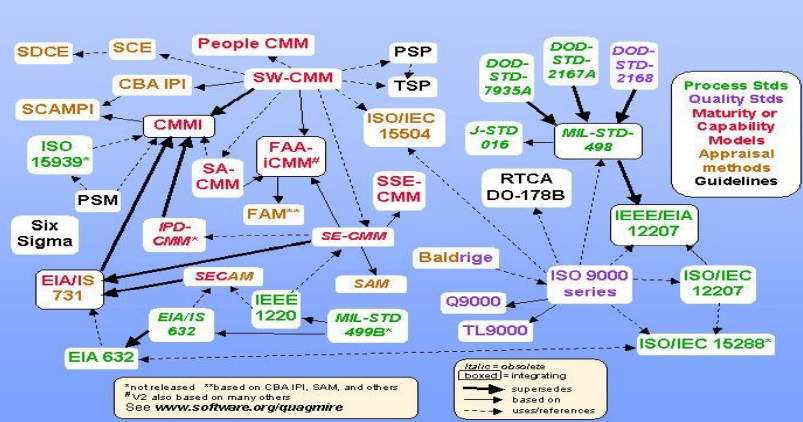 SDCE
SCE
People CMM
PSP
TSP
CBA IPI
SW-CMM
SCAMPI
CMMI
ISO
15939*
PSM
Six
Sigma
SA-
CMM
FAA-
iCMM#
ISO/IEC
15504
FAM**
SSE-
CMM
IPD-
CMM*
SE-CMM
SAM
EIA/IS
731
SECAM
EIA/IS
632
IEEE
1220
MIL-STD
499B*
EIA 632
DOD-
STD-
7935A
DOD-
STD-
2167A
DOD-
STD-
2168
J-STD
016
MIL-STD-
498
RTCA
DO-178B
IEEE/EIA
12207
Baldrige
ISO 9000
series
ISO/IEC
12207
Q9000
TL9000
ISO/IEC 15288*
Process Stds
Quality Stds
Maturity or
Capability
Models
Appraisal
methods
Guidelines
*not released **based on CBA IPI, SAM, and others
# V2 also based on many others
See www.software.org/quagmire
Italic = obsolete
boxed = integrating
supersedes
based on
uses/references